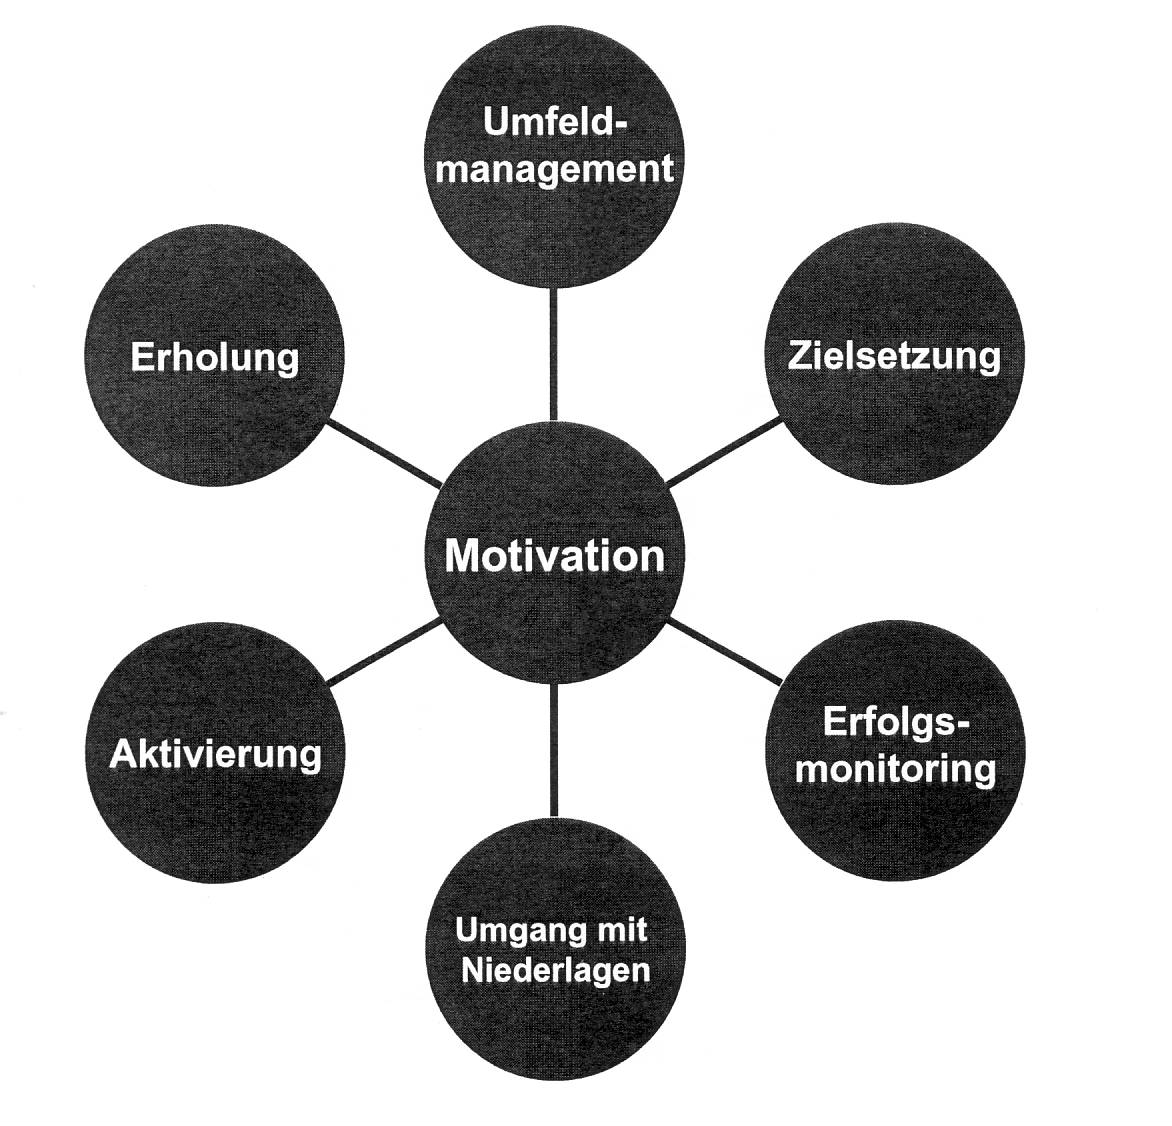 Umfeld-
management
Erholung
Zielsetzung
Motivation
Aktivierung
Erfolgs-
monitoring
Umgang mit
Niederlagen